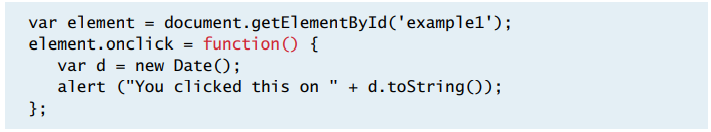 var element = document.getElementById('example1');
element.onclick = function() {
var d = new Date();
alert ("You clicked this on " + d.toString());
};